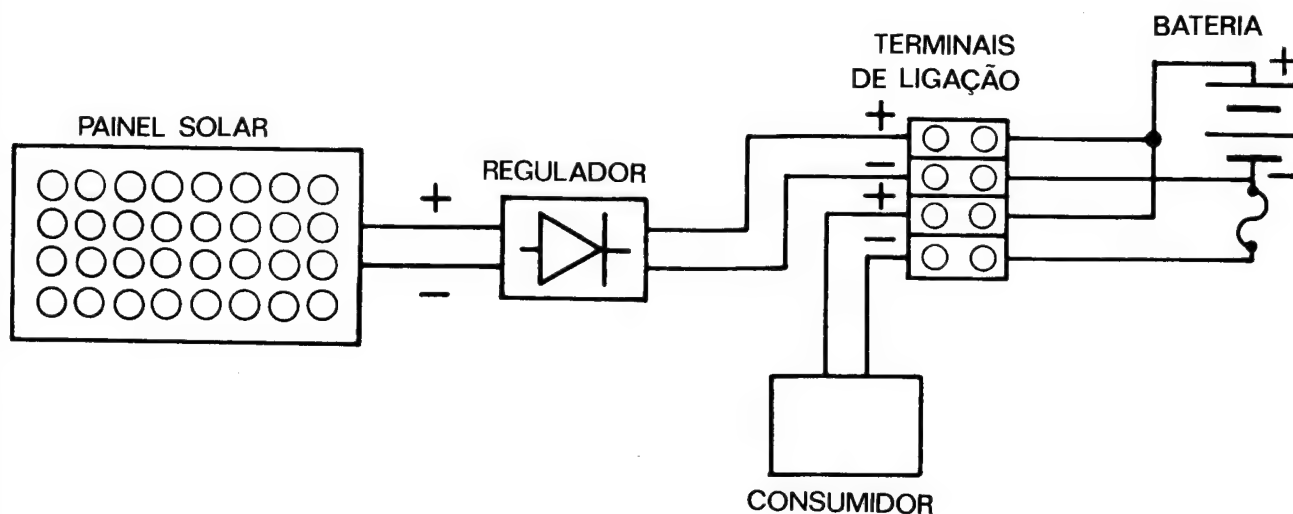 BATERIA
TERMINAIS
DE LIGAÇÃO
+
+
PAINEL SOLAR
REGULADOR
−
−
+
+
−
−
CONSUMIDOR